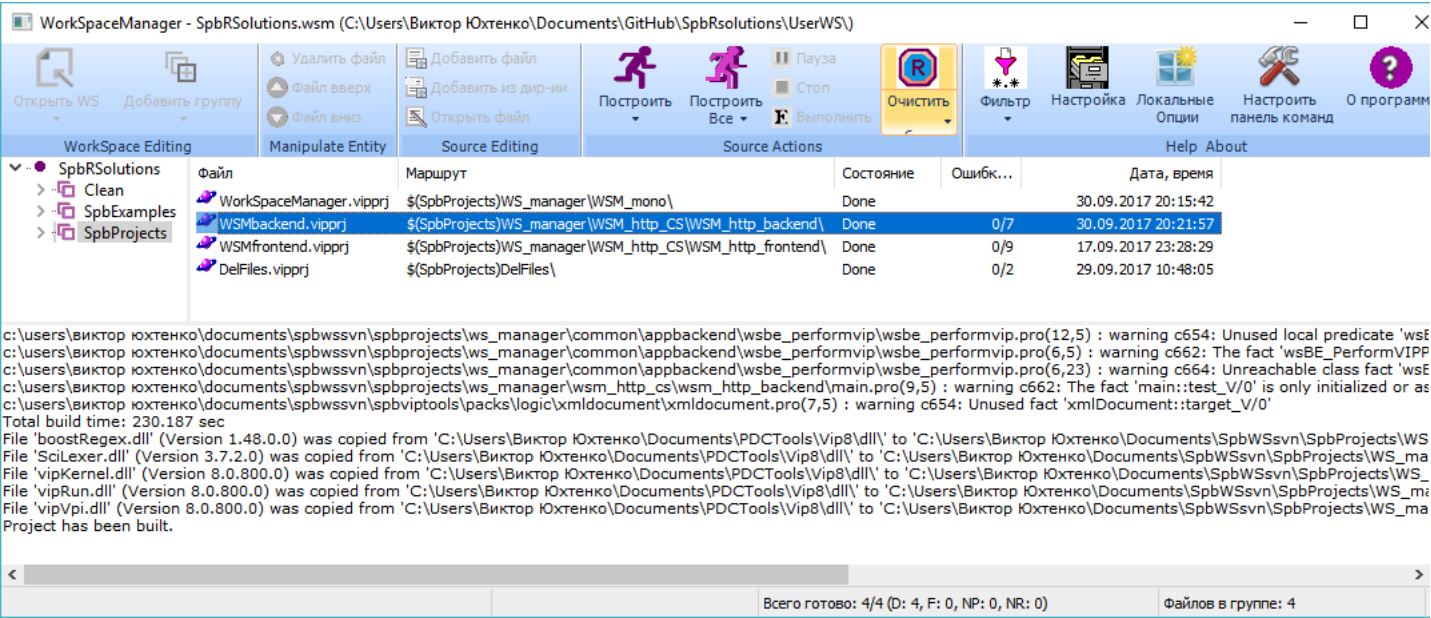 WorkSpaceManager - SpbRSolutions.wsm (C:\Users\Виктор Юхтенко\Documents\GitHub\SpbRsolutions\UserWS\)
Открыть WS
Добавить группу
Удалить файл
Файл вверх
Файл вниз
Добавить файл
Добавить из дир-ии
Открыть файл
Построить
Построить
Все
Пауза
Стоп
E Выполнить
R
Очистить
*.*
Фильтр
Настройка
Локальные
Опции
Настроить
панель команд
?
О программ
WorkSpace Editing Manipulate Entity Source Editing Source Actions Help About
SpbRSolutions
Clean
SpbExamples
SpbProjects
Файл Маршрут Состояние Ошибк... Дата, время
WorkSpaceManager.vipprj $(SpbProjects)WS_manager\WSM_mono\ Done 30.09.2017 20:15:42
WSMbackend.vipprj $(SpbProjects)WS_manager\WSM_http_CS\WSM_http_backend\ Done 0/7 30.09.2017 20:21:57
WSMfrontend.vipprj $(SpbProjects)WS_manager\WSM_http_CS\WSM_http_frontend\ Done 0/9 17.09.2017 23:28:29
DelFiles.vipprj $(SpbProjects)DelFiles\ Done 0/2 29.09.2017 10:48:05
c:\users\виктор юхтенко\documents\spbwssvn\spbprojects\ws_manager\common\appbackend\wsbe_performvip\wsbe_performvip.pro(12,5) : warning c654: Unused local predicate 'wsB
c:\users\виктор юхтенко\documents\spbwssvn\spbprojects\ws_manager\common\appbackend\wsbe_performvip\wsbe_performvip.pro(6,5) : warning c662: The fact 'wsBE_PerformVIPP
c:\users\виктор юхтенко\documents\spbwssvn\spbprojects\ws_manager\common\appbackend\wsbe_performvip\wsbe_performvip.pro(6,23) : warning c664: Unreachable class fact 'wsB
c:\users\виктор юхтенко\documents\spbwssvn\spbprojects\ws_manager\wsm_http_cs\wsm_http_backend\main.pro(9,5) : warning c662: The fact 'main::test_V/0' is only initialized or as
c:\users\виктор юхтенко\documents\spbwssvn\spbviptools\packs\logic\xmldocument\xmldocument.pro(7,5) : warning c654: Unused fact 'xmlDocument::target_V/0'
Total build time: 230.187 sec
File 'boostRegex.dll' (Version 1.48.0.0) was copied from 'C:\Users\Виктор Юхтенко\Documents\PDCTools\Vip8\dll\' to 'C:\Users\Виктор Юхтенко\Documents\SpbWSsvn\SpbProjects\WS
File 'SciLexer.dll' (Version 3.7.2.0) was copied from 'C:\Users\Виктор Юхтенко\Documents\PDCTools\Vip8\dll\' to 'C:\Users\Виктор Юхтенко\Documents\SpbWSsvn\SpbProjects\WS_ma
File 'vipKernel.dll' (Version 8.0.800.0) was copied from 'C:\Users\Виктор Юхтенко\Documents\PDCTools\Vip8\dll\' to 'C:\Users\Виктор Юхтенко\Documents\SpbWSsvn\SpbProjects\WS_
File 'vipRun.dll' (Version 8.0.800.0) was copied from 'C:\Users\Виктор Юхтенко\Documents\PDCTools\Vip8\dll\' to 'C:\Users\Виктор Юхтенко\Documents\SpbWSsvn\SpbProjects\WS_ma
File 'vipVpi.dll' (Version 8.0.800.0) was copied from 'C:\Users\Виктор Юхтенко\Documents\PDCTools\Vip8\dll\' to 'C:\Users\Виктор Юхтенко\Documents\SpbWSsvn\SpbProjects\WS_ma
Project has been built.
Всего готово: 4/4 (D: 4, F: 0, NP: 0, NR: 0) Файлов в группе: 4